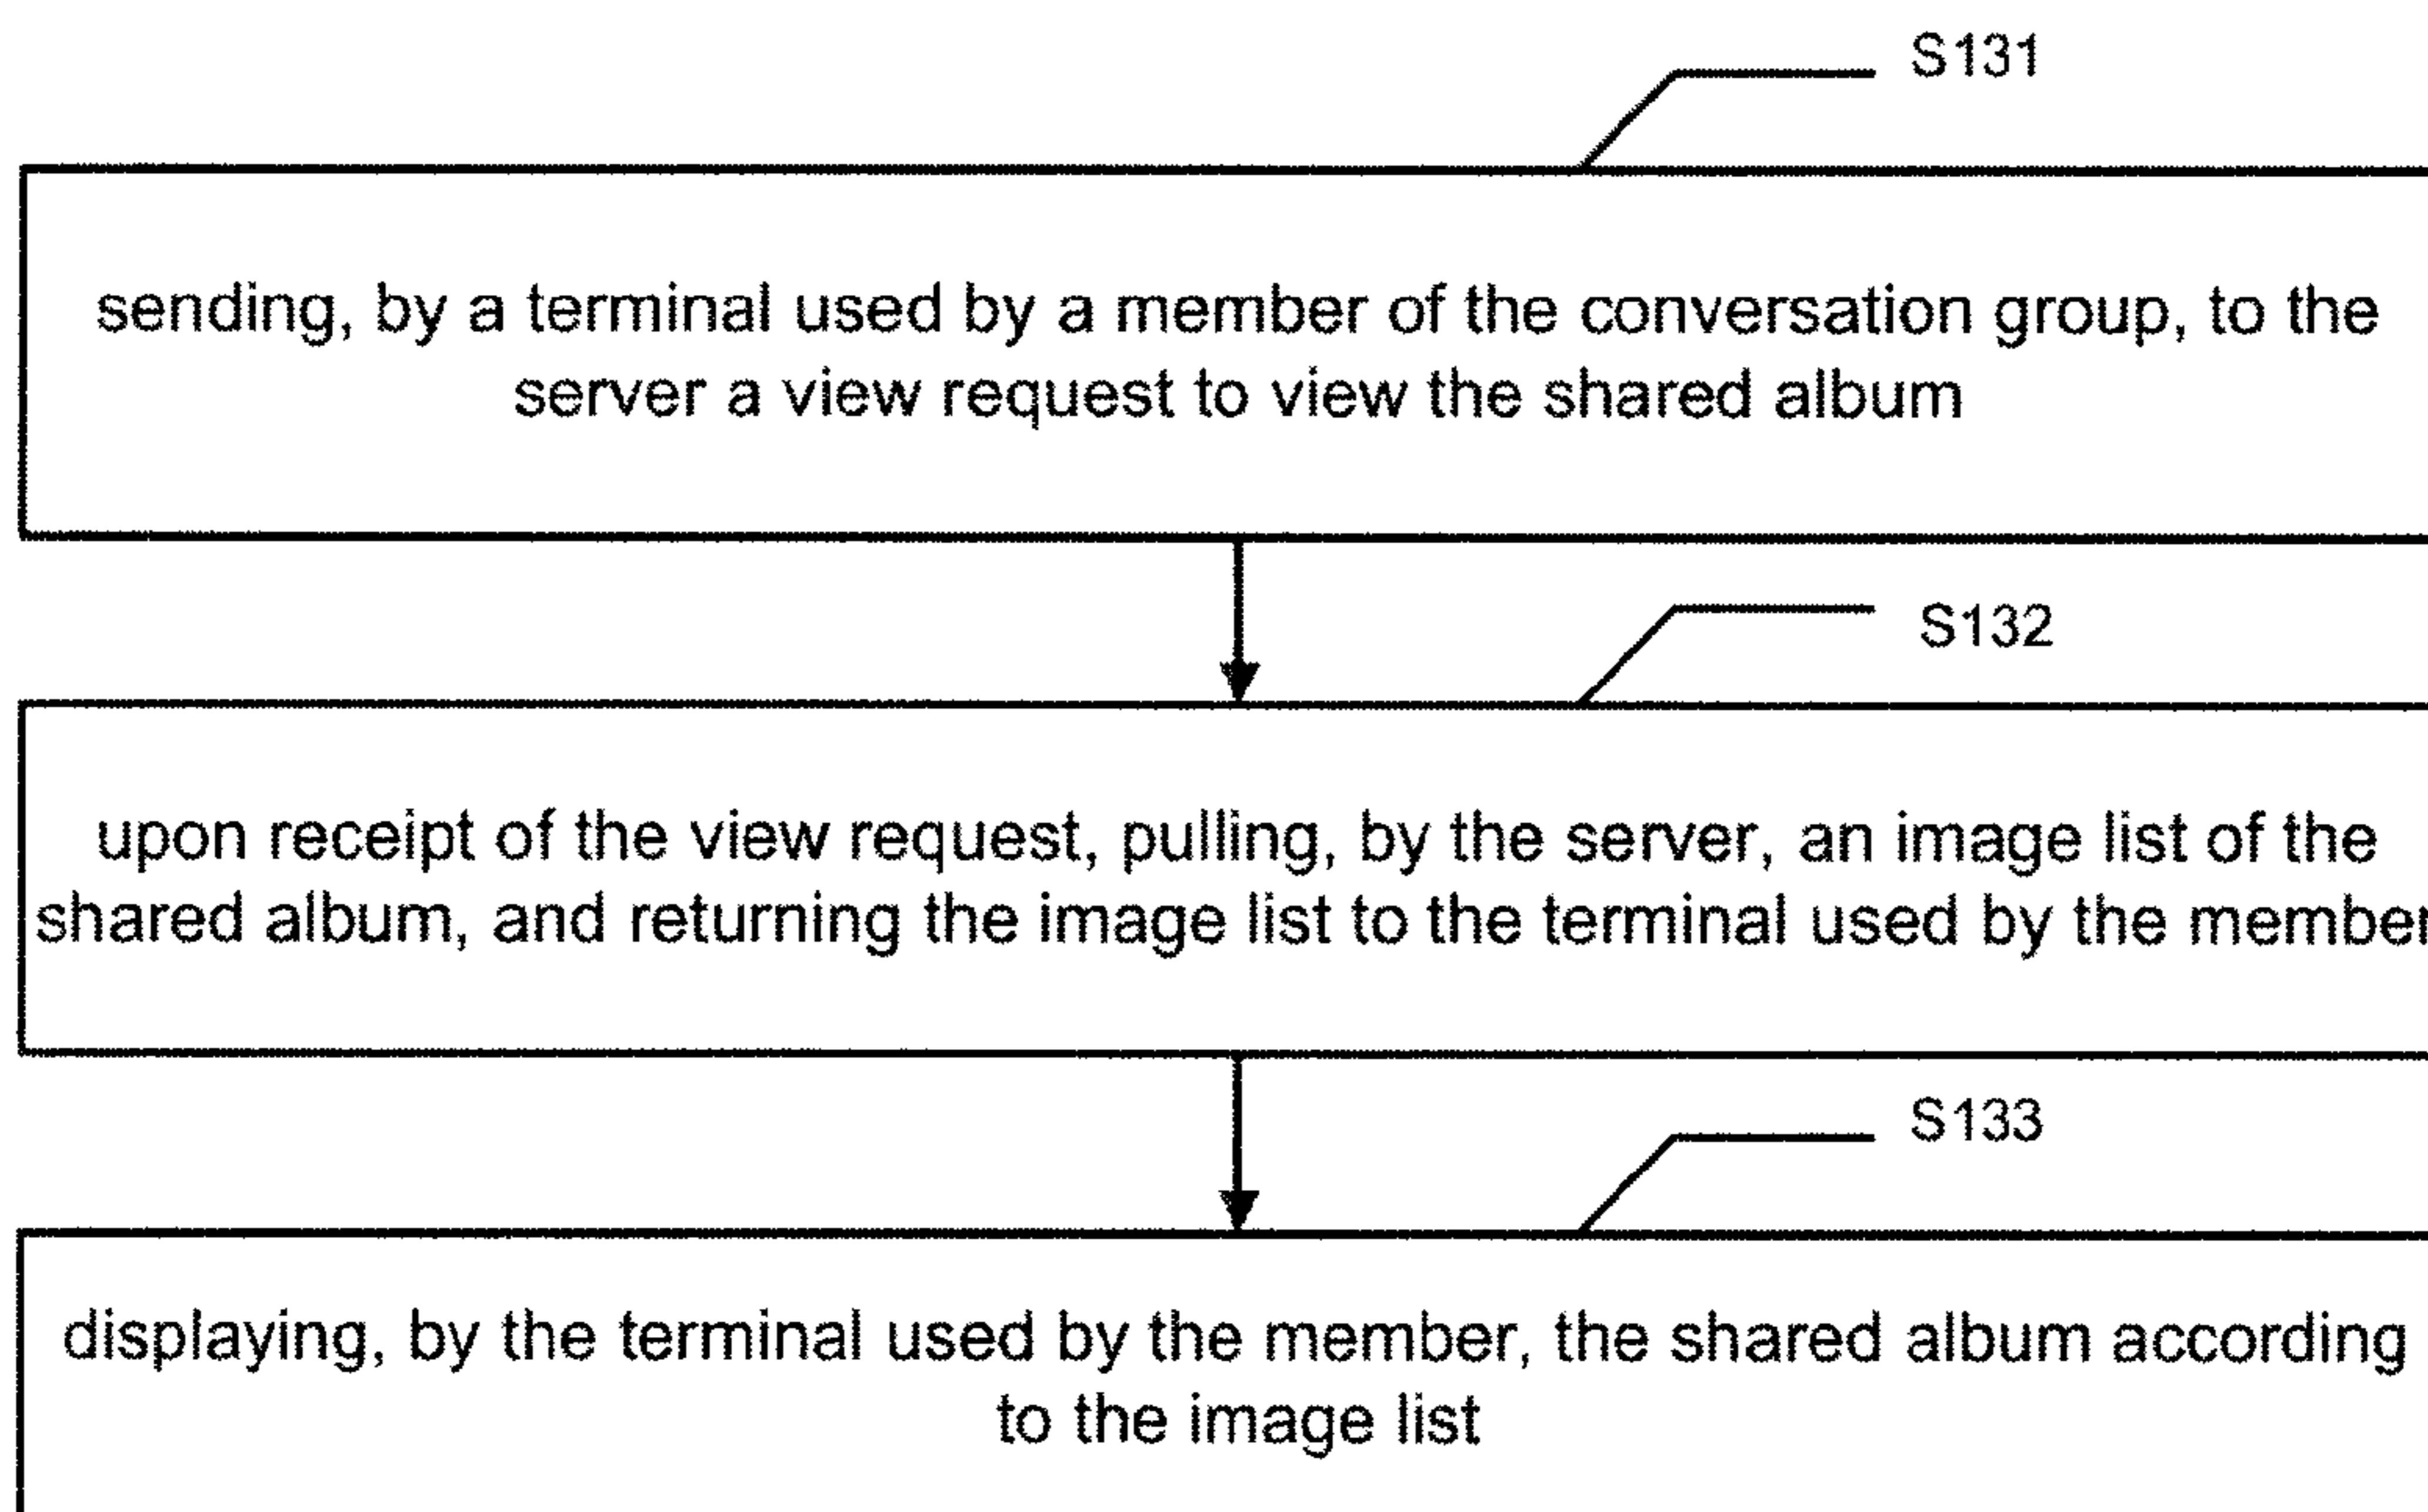 S131
sending, by a terminal used by a member of the conversation group, to the
server a view request to view the shared album
S132
upon receipt of the view request, pulling, by the server, an image list of the
shared album, and returning the image list to the terminal used by the member
S133
displaying, by the terminal used by the member, the shared album according
to the image list